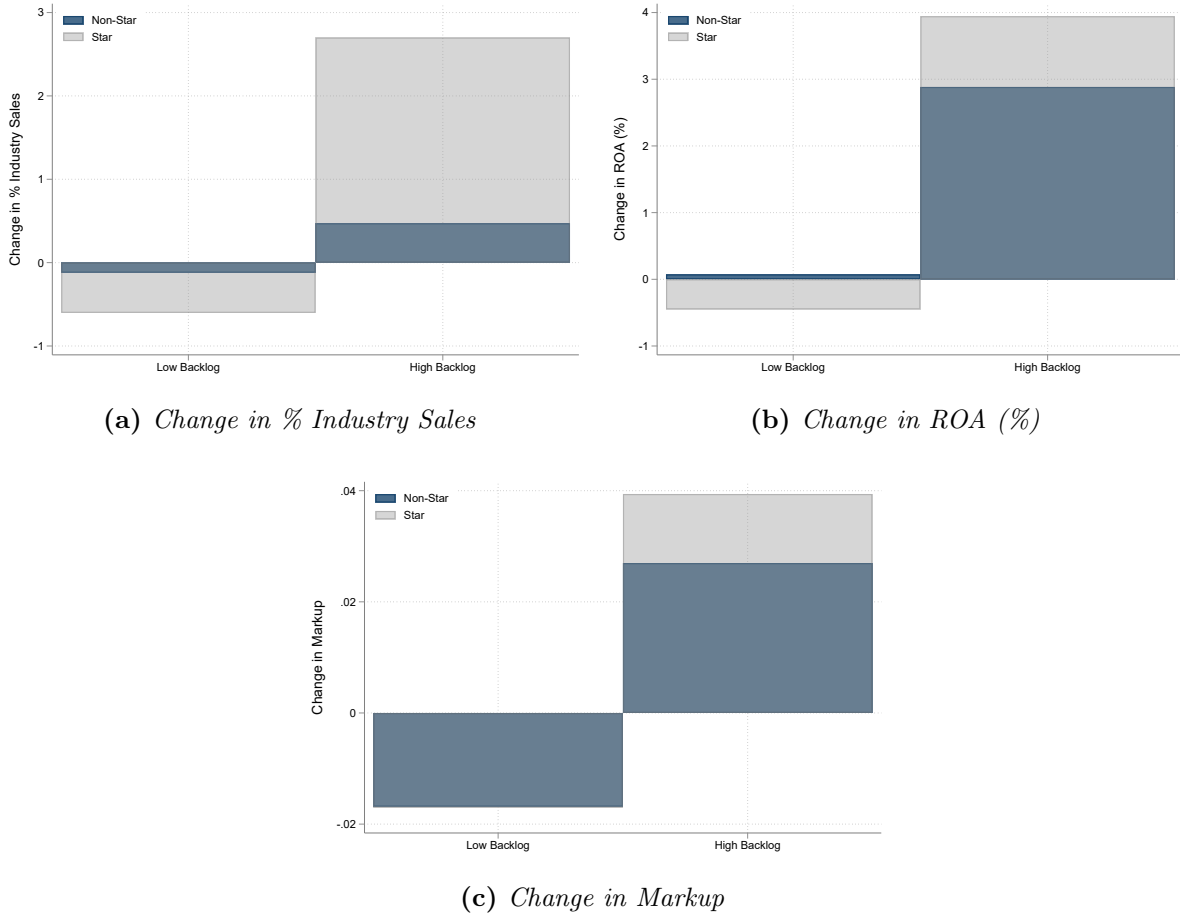 3
2
1
0
-1
Change in % Industry Sales
Non-Star
Star
Low Backlog
High Backlog
(a) Change in % Industry Sales
4
3
2
1
0
-1
Change in ROA (%)
Non-Star
Star
Low Backlog
High Backlog
(b) Change in ROA (%)
.04
.02
0
-.02
Change in Markup
Non-Star
Star
Low Backlog
High Backlog
(c) Change in Markup